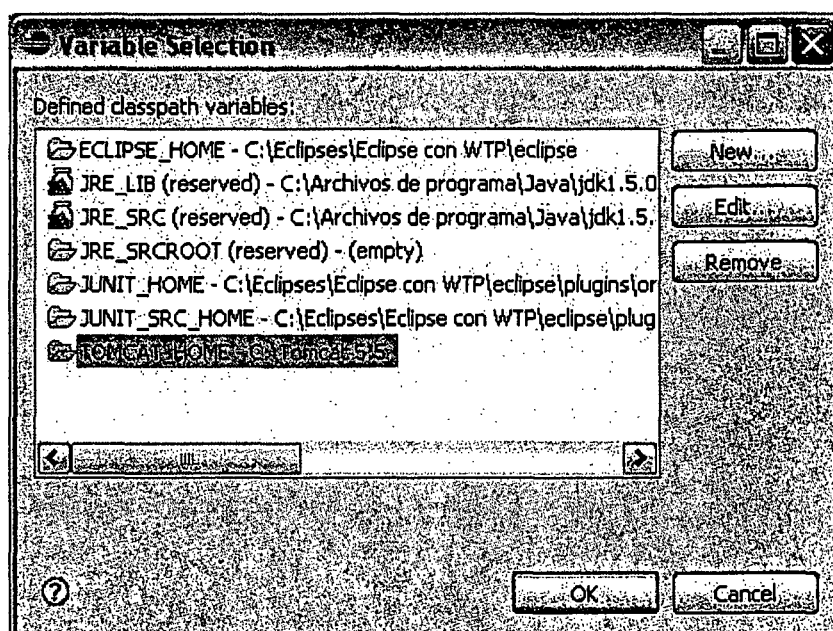 Variable Selection
Defined classpath variables:
ECLIPSE_HOME - C:\Eclipses\Eclipse con WTP\eclipse
JRE_LIB (reserved) - C:\Archivos de programa\Java\jdk1.5.0
JRE_SRC (reserved) - C:\Archivos de programa\Java\jdk1.5.
JRE_SRCROOT (reserved) - (empty)
JUNIT_HOME - C:\Eclipses\Eclipse con WTP\eclipse\plugins\or
JUNIT_SRC_HOME - C:\Eclipses\Eclipse con WTP\eclipse\plug
TOMCAT_HOME - C:\Tomcat 5.5
New...
Edit...
Remove
?
OK
Cancel